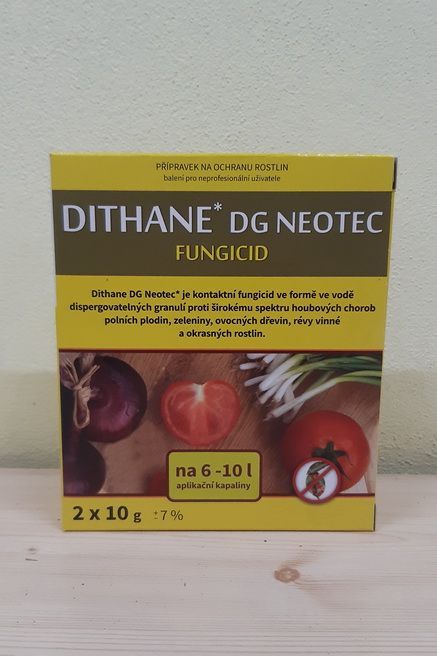 PŘÍPRAVEK NA OCHRANU ROSTLIN
balení pro neprofesionální uživatele
DITHANE* DG NEOTEC
FUNGICID
Dithane DG Neotec* je kontaktní fungicid ve formě ve vodě
dispergovatelných granulí proti širokému spektru houbových chorob
polních plodin, zeleniny, ovocných dřevin, révy vinné
a okrasných rostlin.
na 6 -10 l
aplikační kapaliny
2 x 10 g ±7 %